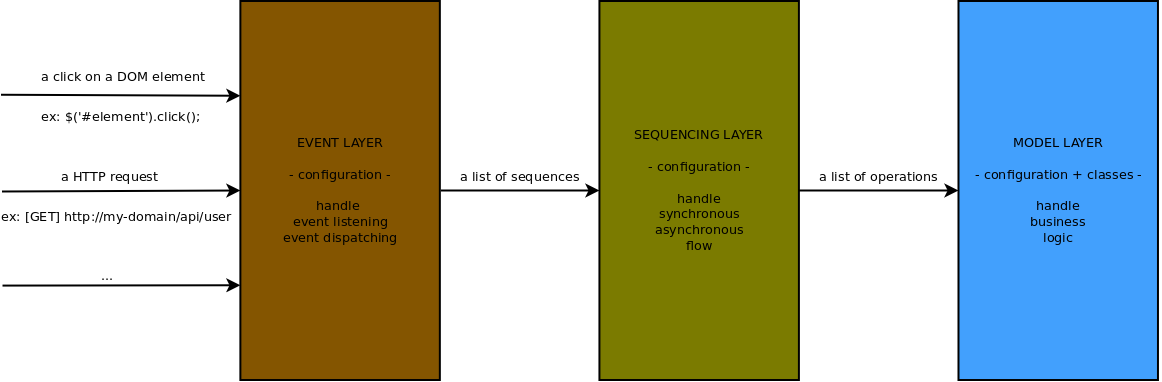 a click on a DOM element
ex: $('#element').click();
a HTTP request
ex: [GET] http://my-domain/api/user
...
EVENT LAYER
- configuration -
handle
event listening
event dispatching
a list of sequences
SEQUENCING LAYER
- configuration -
handle
synchronous
asynchronous
flow
a list of operations
MODEL LAYER
- configuration + classes -
handle
business
logic